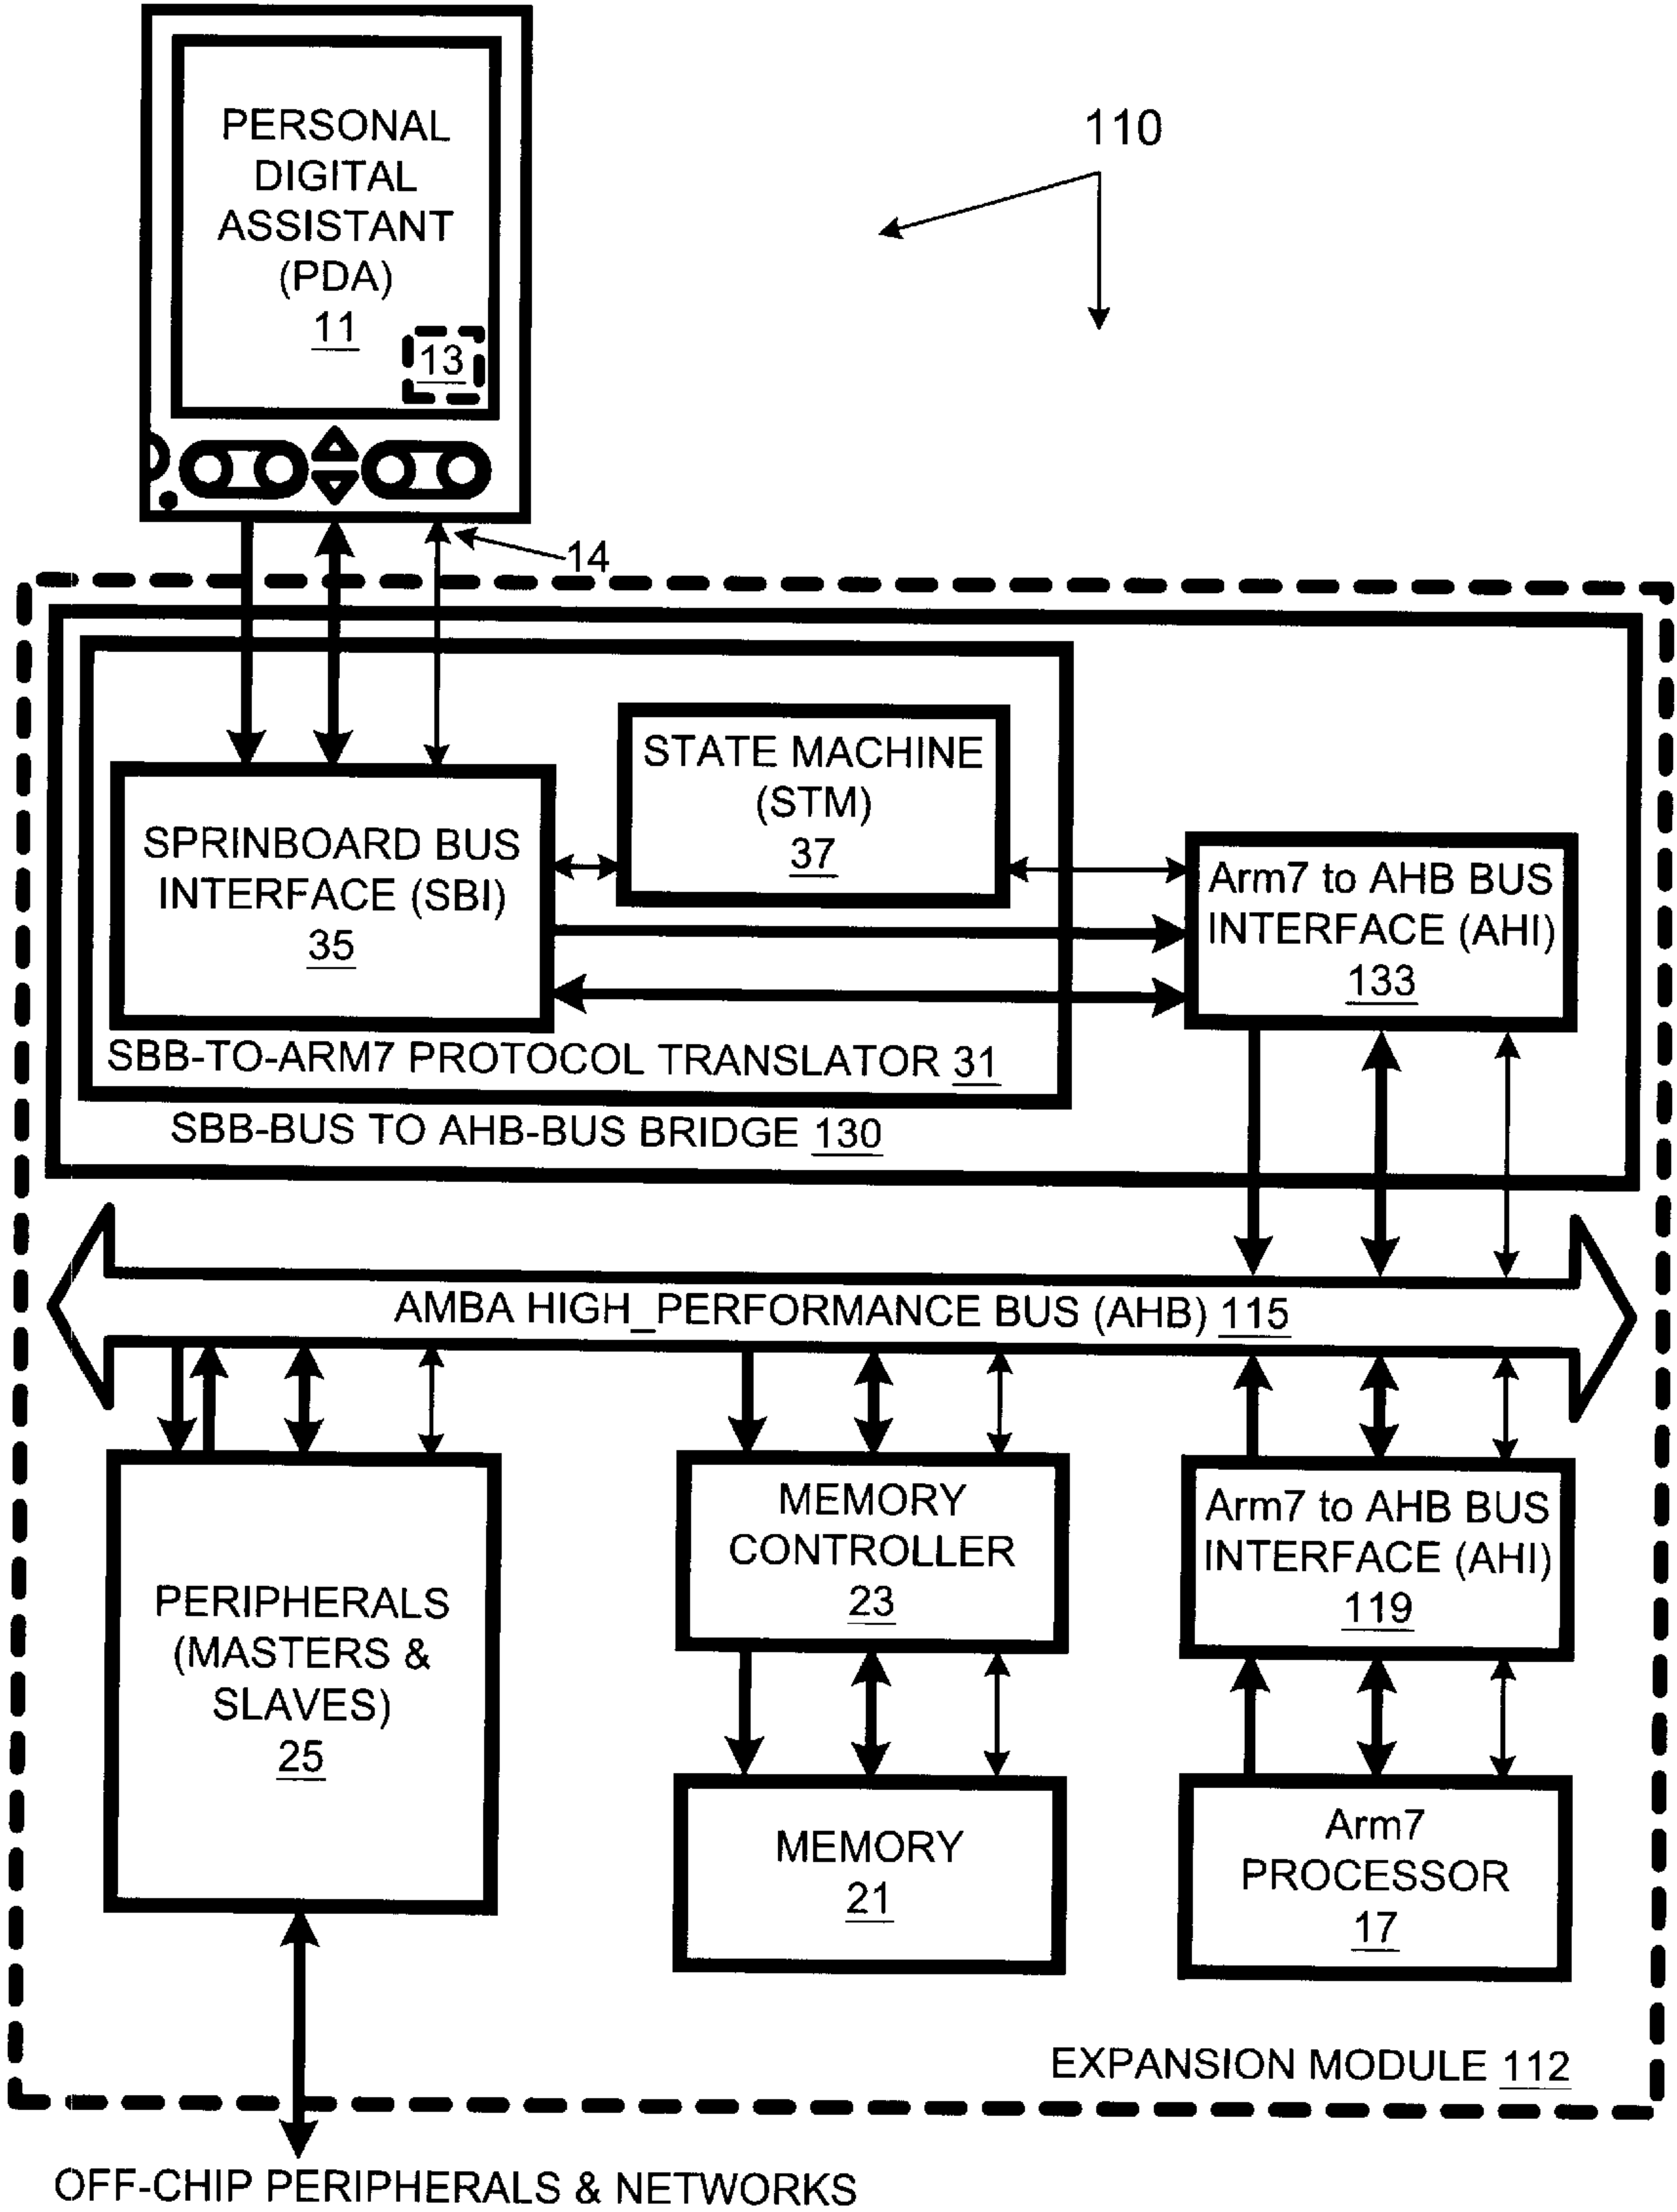 PERSONAL
DIGITAL
ASSISTANT
(PDA)
11
13
110
14
STATE MACHINE
(STM)
37
SPRINBOARD BUS
INTERFACE (SBI)
35
Arm7 to AHB BUS
INTERFACE (AHI)
133
SBB-TO-ARM7 PROTOCOL TRANSLATOR 31
SBB-BUS TO AHB-BUS BRIDGE 130
AMBA HIGH_PERFORMANCE BUS (AHB) 115
PERIPHERALS
(MASTERS &
SLAVES)
25
MEMORY
CONTROLLER
23
Arm7 to AHB BUS
INTERFACE (AHI)
119
MEMORY
21
Arm7
PROCESSOR
17
EXPANSION MODULE 112
OFF-CHIP PERIPHERALS & NETWORKS